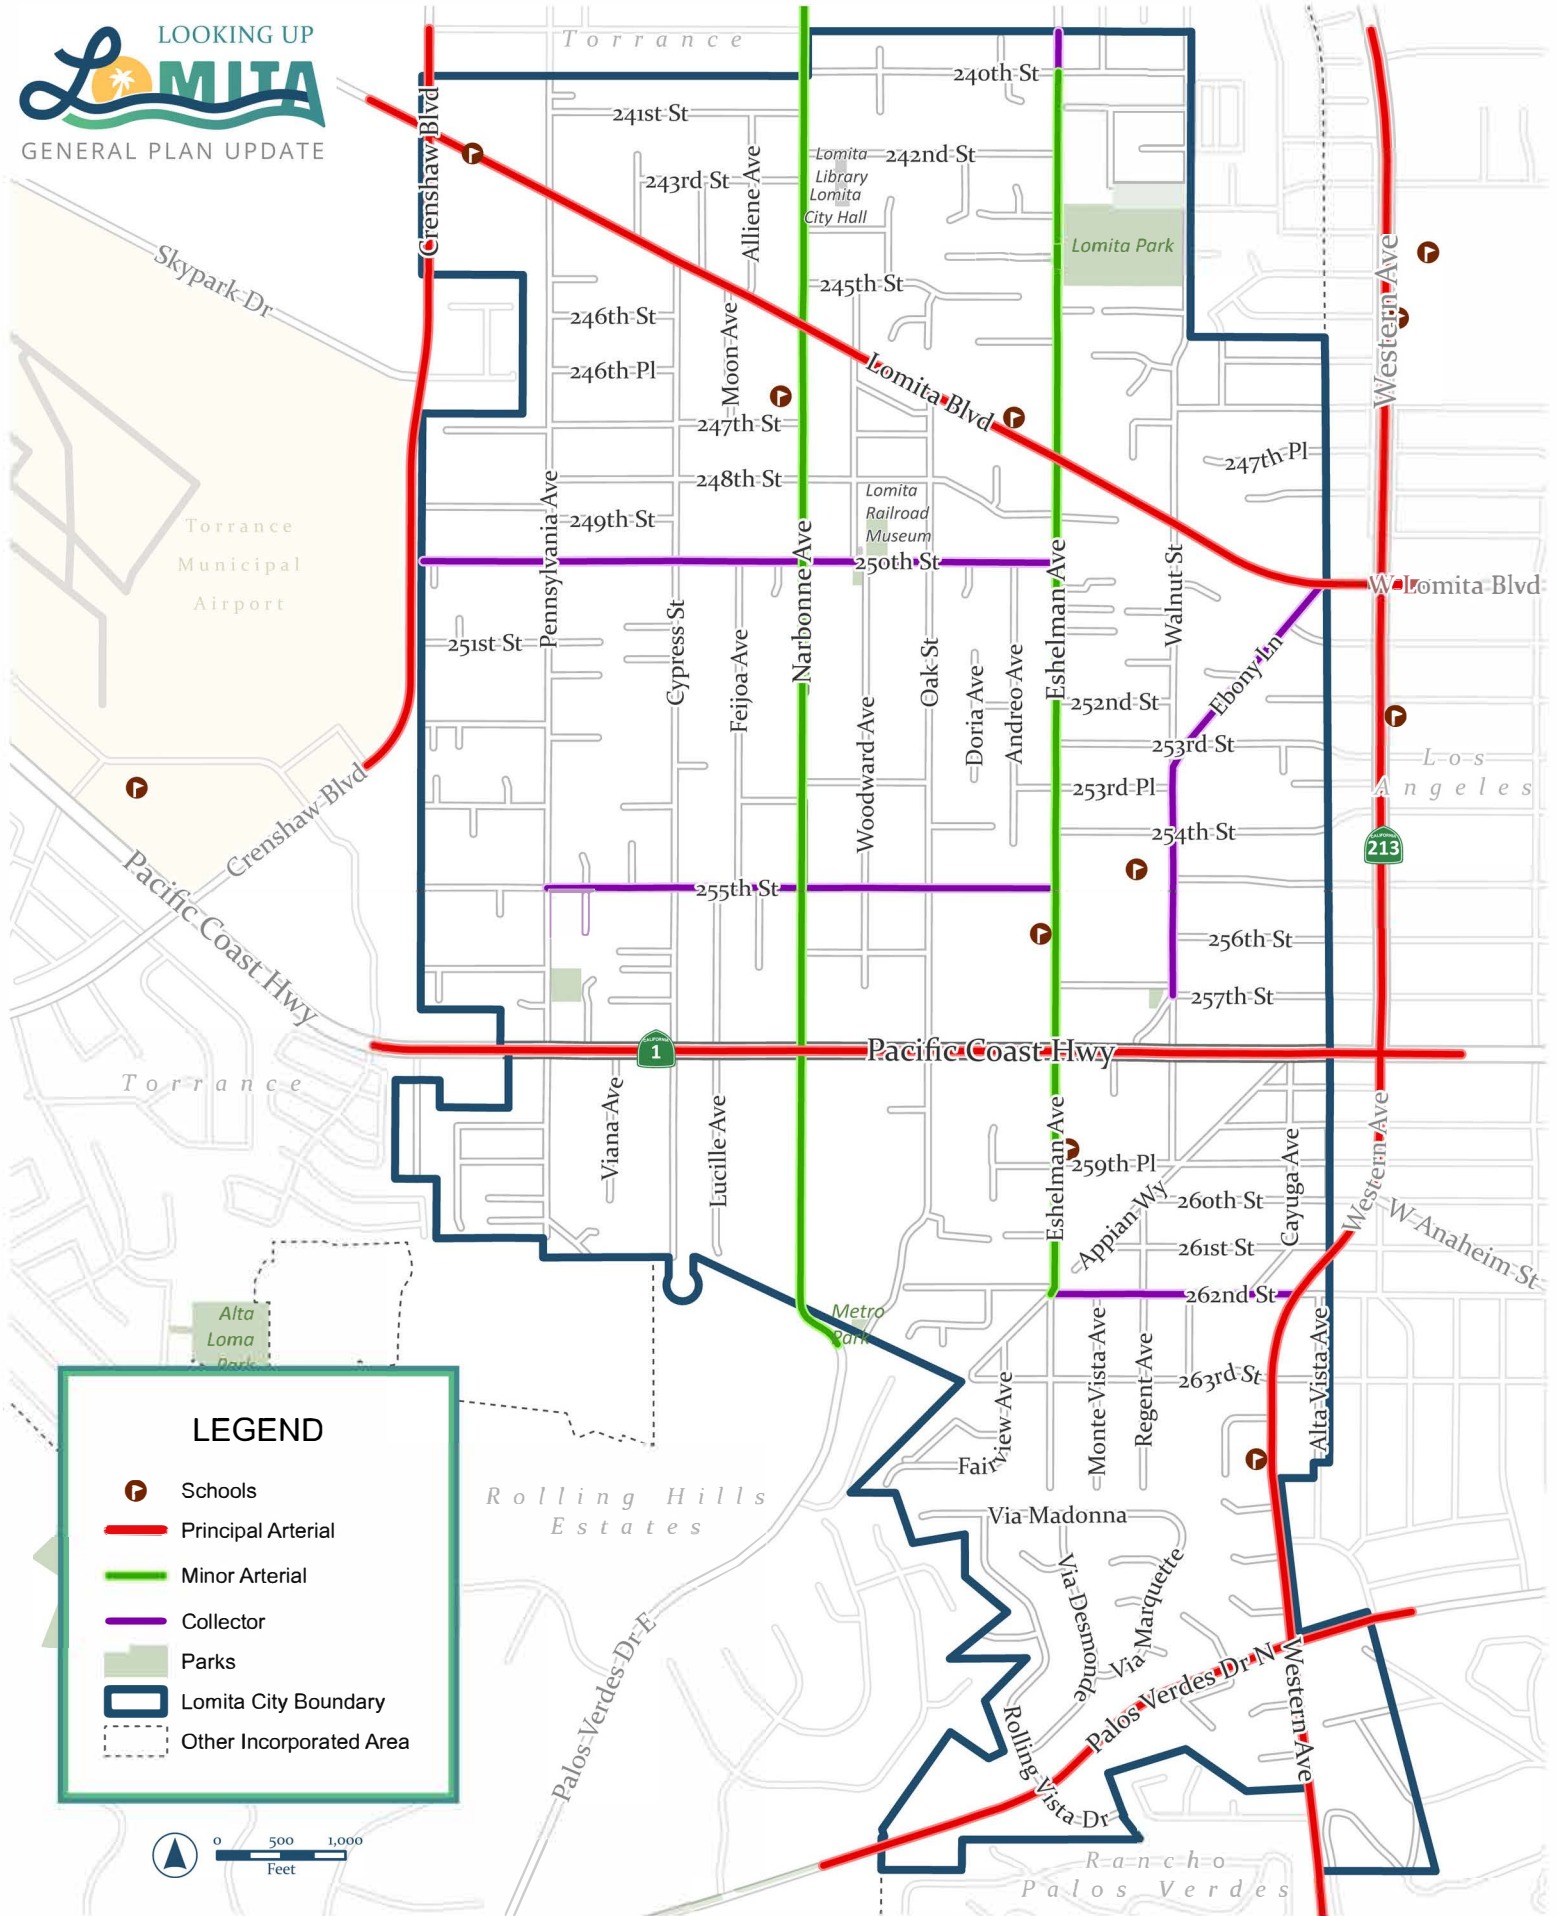 LOOKING UP
LOMITA
GENERAL PLAN UPDATE
Torrance
240th St
241st St
242nd St
243rd St
Alliene Ave
Lomita
Library
Lomita
City Hall
Crenshaw Blvd
Lomita Park
Skypark Dr
245th St
246th St
246th Pl
Moon Ave
Lomita Blvd
Western Ave
247th St
247th Pl
248th St
249th St
Lomita
Railroad
Museum
Pennsylvania Ave
Torrance
Municipal
Airport
Narbonne Ave
250th St
Eshelman Ave
Walnut St
W Lomita Blvd
251st St
Cypress St
Feijoa Ave
Oak St
Doria Ave
Andreo Ave
Ebony Ln
252nd St
253rd St
Woodward Ave
253rd Pl
Los
Angeles
254th St
CALIFORNIA
213
Crenshaw Blvd
Pacific Coast Hwy
255th St
256th St
257th St
CALIFORNIA
1
Pacific Coast Hwy
Torrance
Viana Ave
Lucille Ave
Eshelman Ave
259th Pl
Appian Wy
260th St
Cayuga Ave
Western Ave
W Anaheim St
261st St
262nd St
Metro
Park
Alta
Loma
Park
Monte Vista Ave
Regent Ave
263rd St
Alta Vista Ave
Fairview Ave
Rolling Hills
Estates
Via Madonna
Via Desmonde
Via Marquette
Palos Verdes Dr E
Palos Verdes Dr N
Western Ave
Rolling Vista Dr
Rancho
Palos Verdes
LEGEND
Schools
Principal Arterial
Minor Arterial
Collector
Parks
Lomita City Boundary
Other Incorporated Area
0 500 1,000
Feet